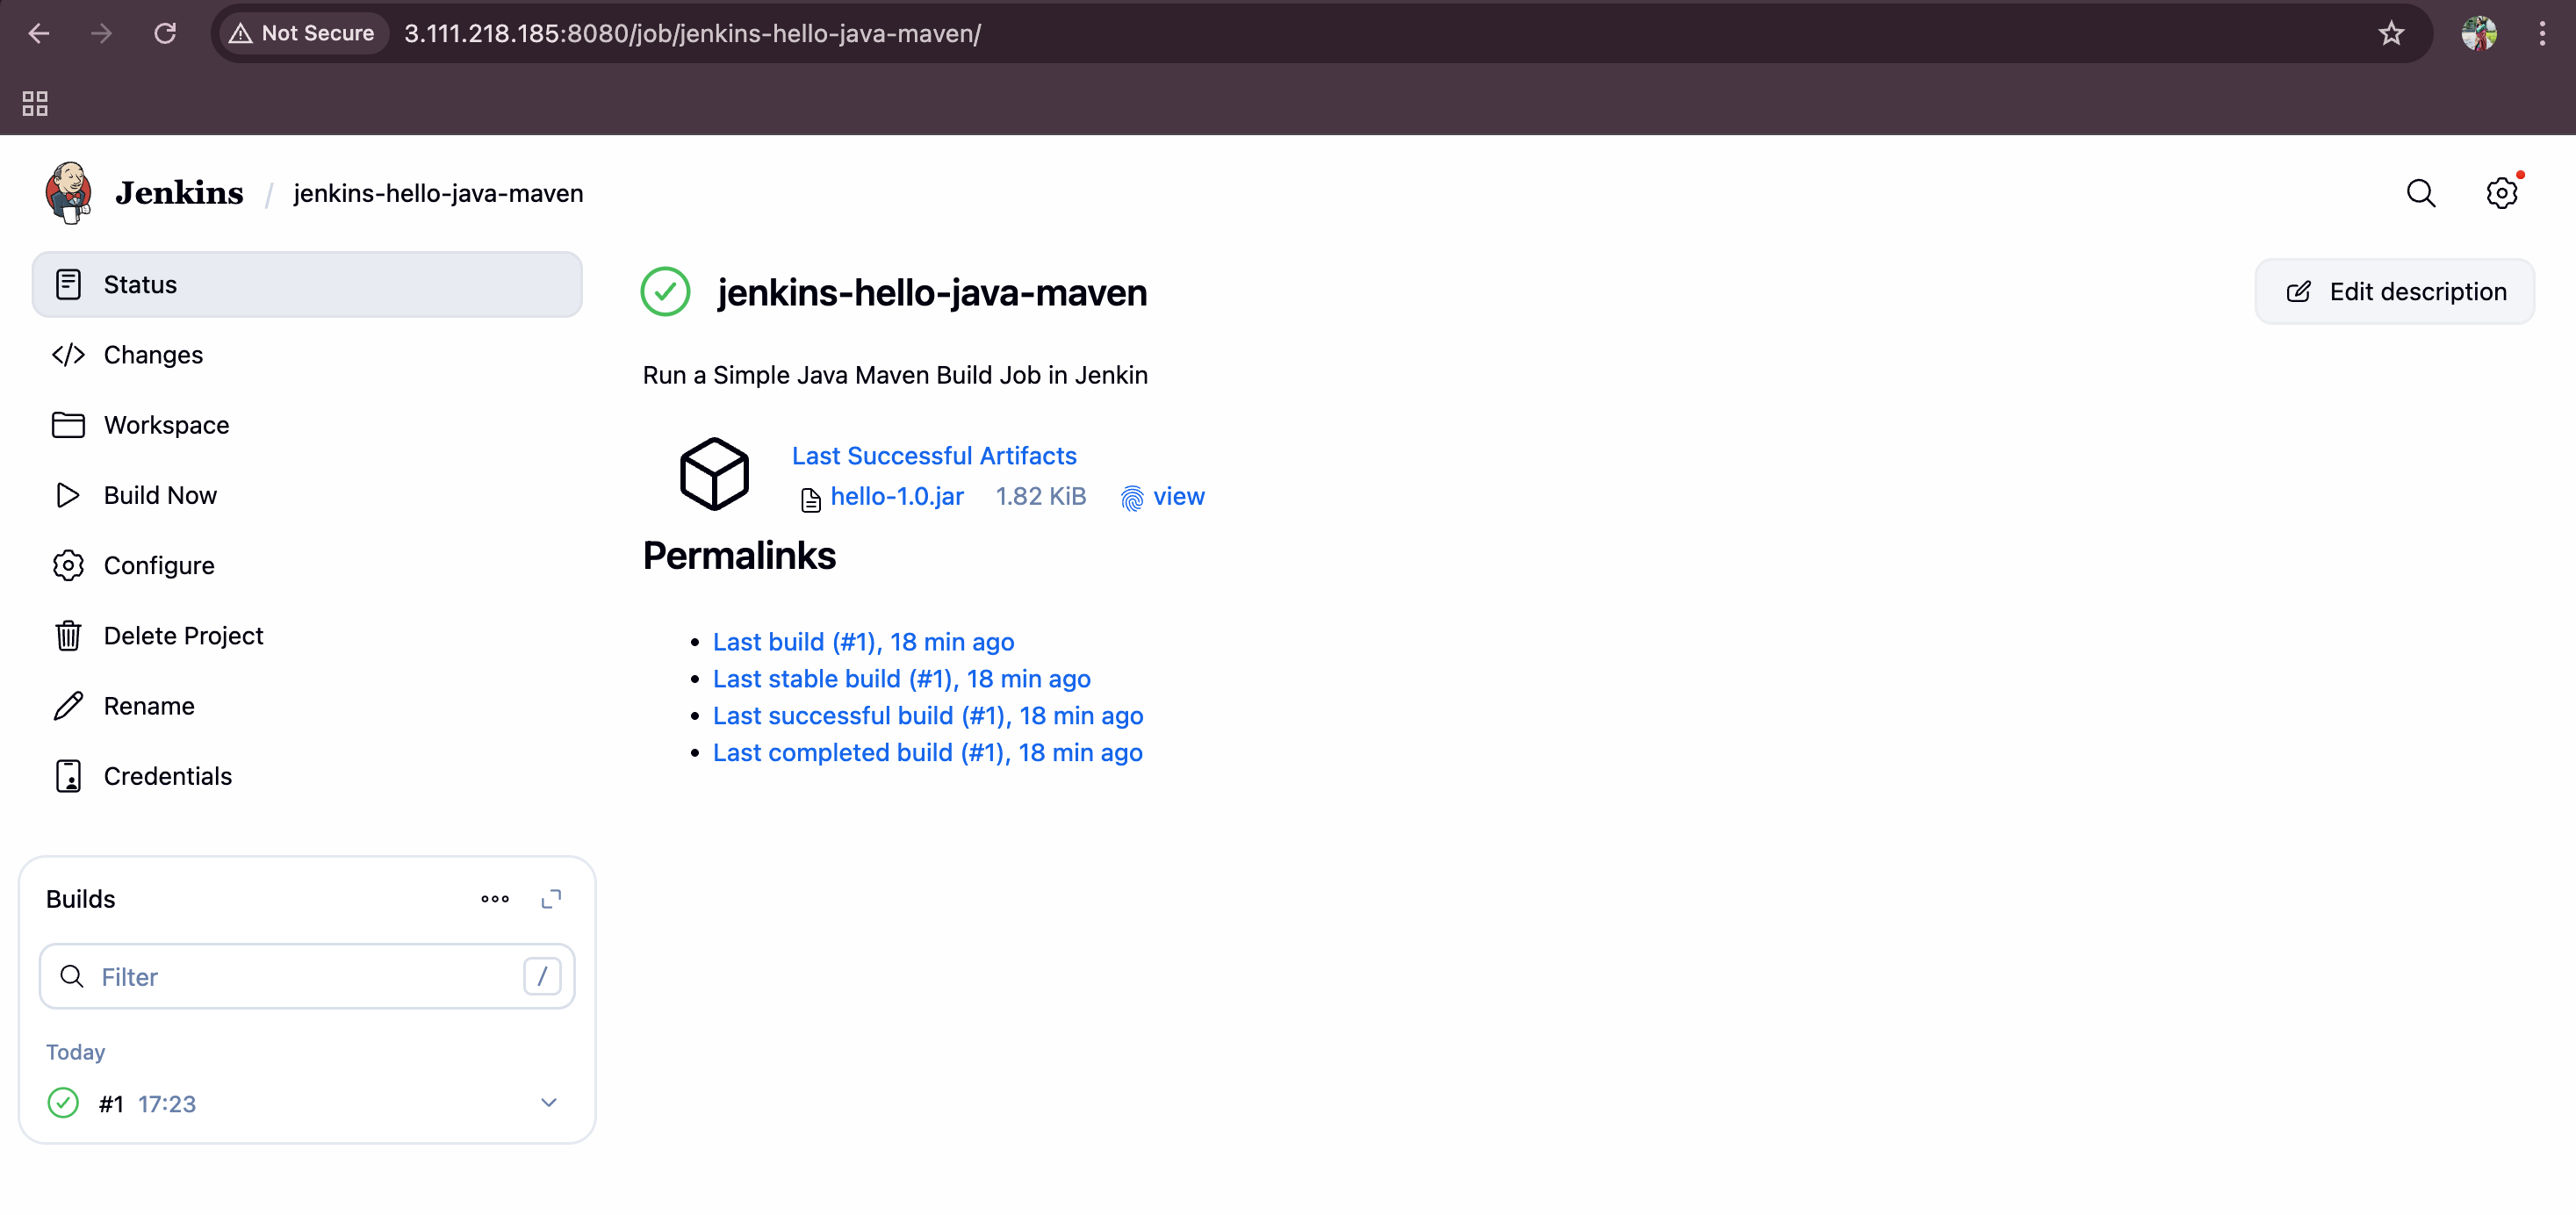 Not Secure 3.111.218.185:8080/job/jenkins-hello-java-maven/
Jenkins / jenkins-hello-java-maven
Status
Changes
Workspace
Build Now
Configure
Delete Project
Rename
Credentials
Builds
Filter /
Today
#1 17:23
jenkins-hello-java-maven
Edit description
Run a Simple Java Maven Build Job in Jenkin
Last Successful Artifacts
hello-1.0.jar 1.82 KiB view
Permalinks
• Last build (#1), 18 min ago
• Last stable build (#1), 18 min ago
• Last successful build (#1), 18 min ago
• Last completed build (#1), 18 min ago